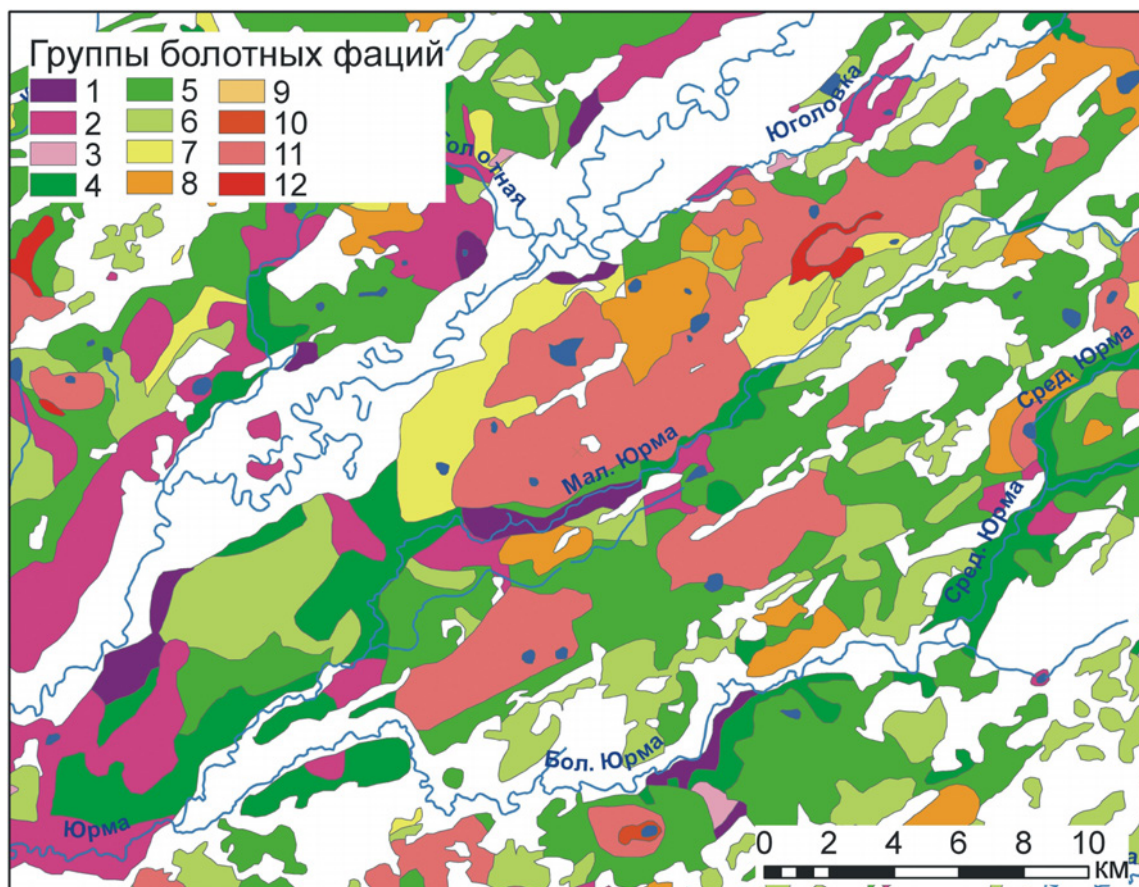 Группы болотных фаций
1 5 9
2 6 10
3 7 11
4 8 12
Юголовка
олотная
Сред. Юрма
Мал. Юрма
Сред. Юрма
Бол. Юрма
Юрма
0 2 4 6 8 10
КМ